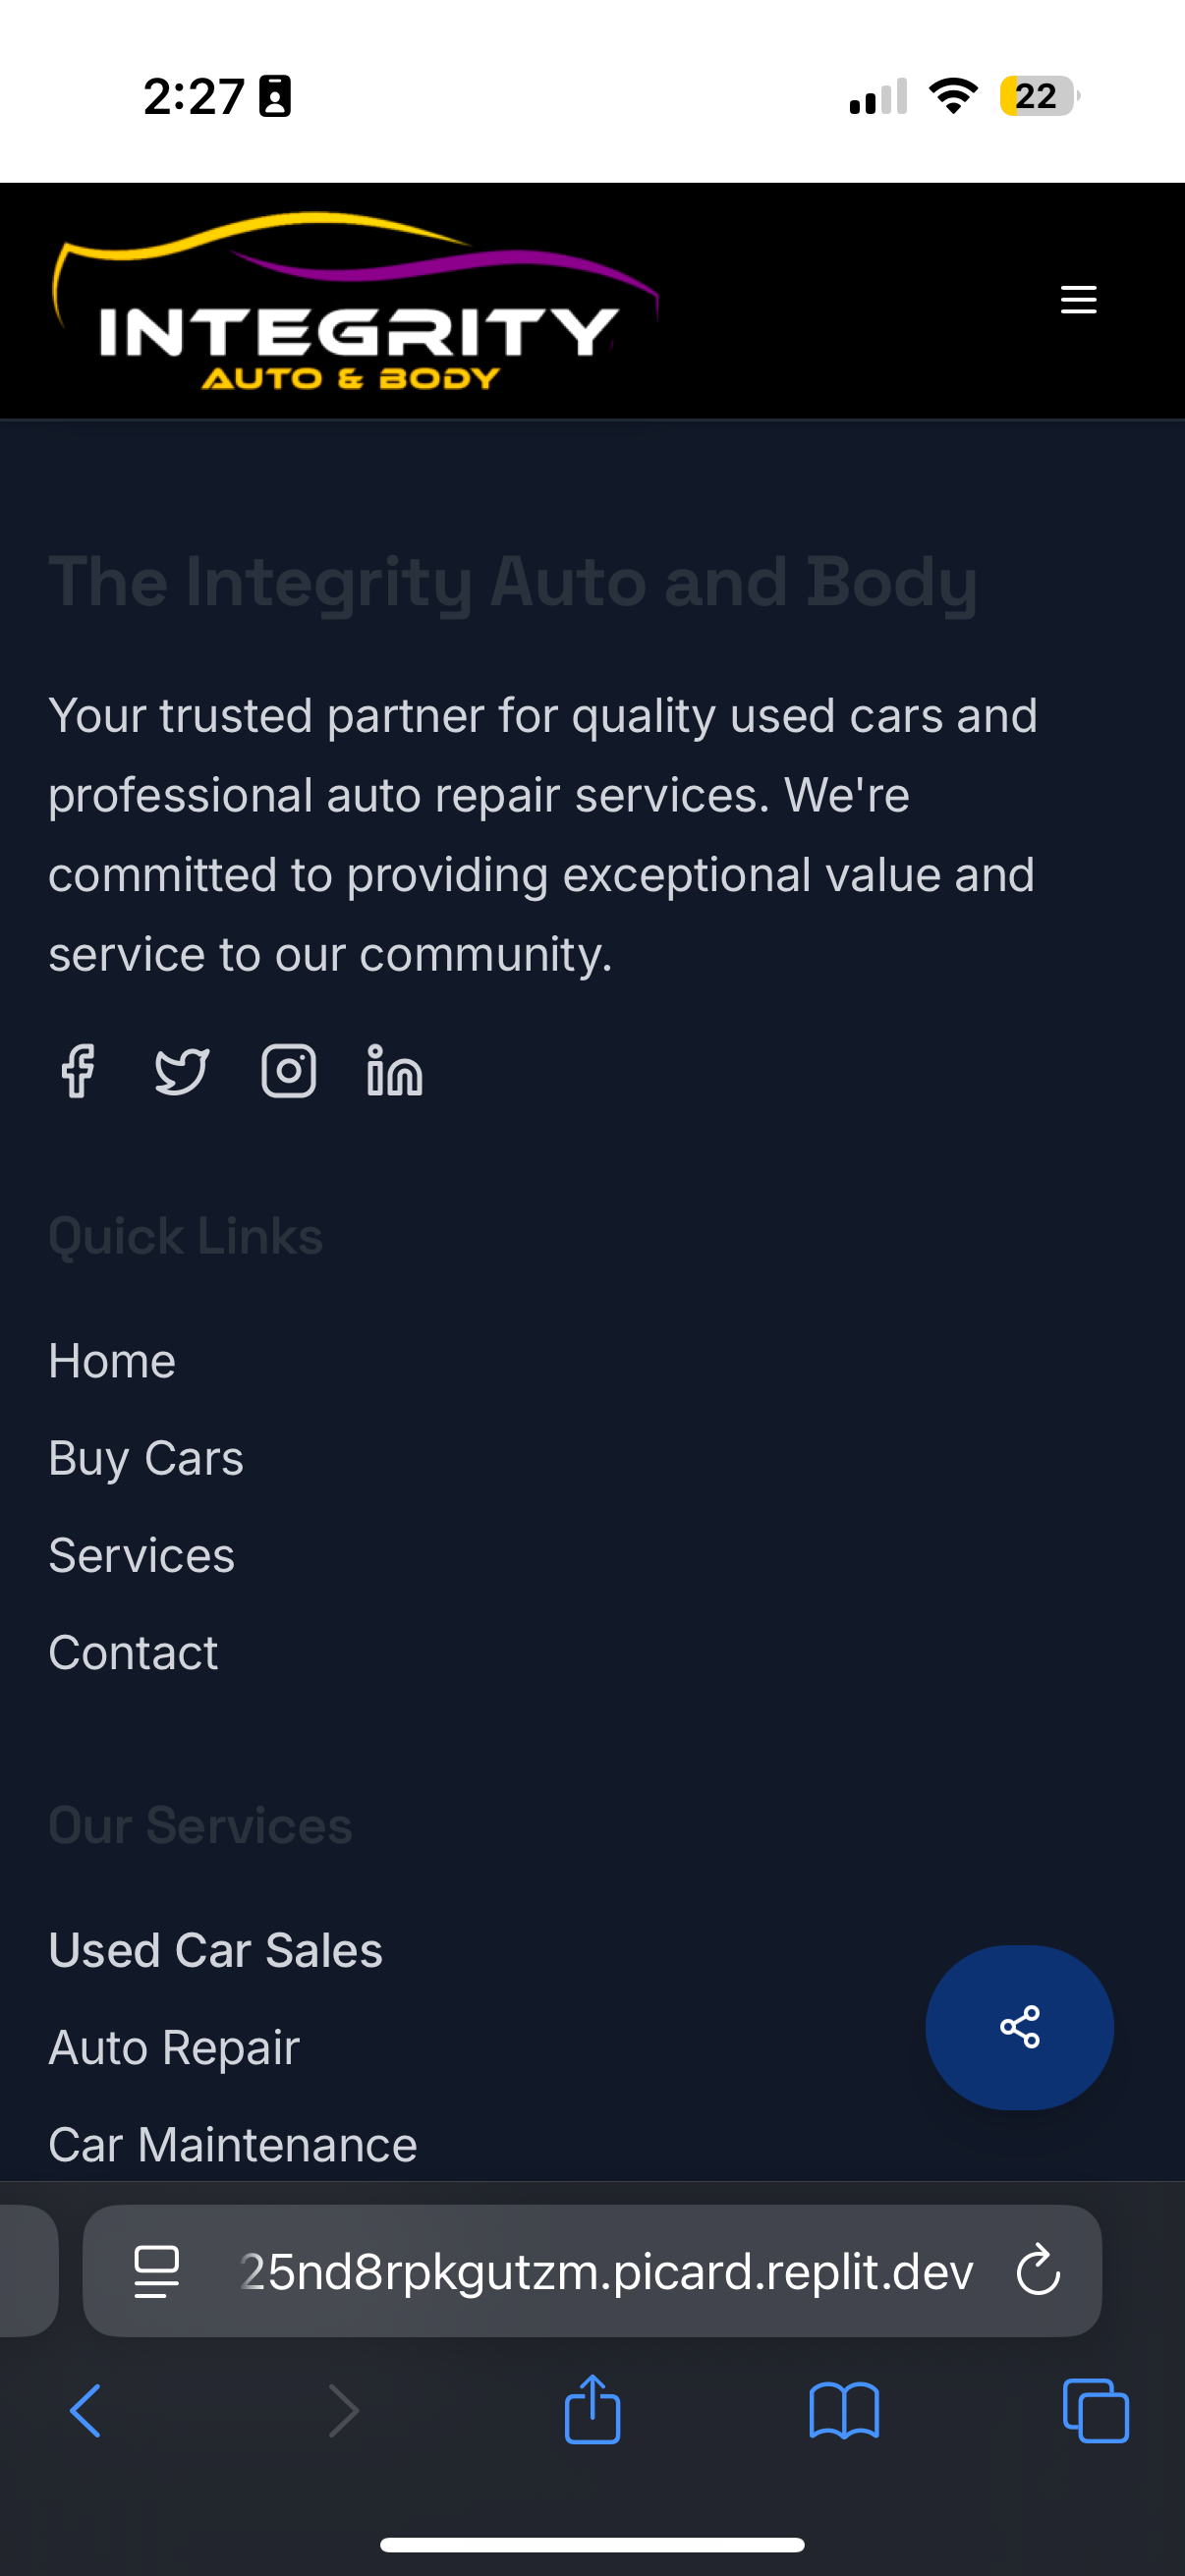 2:27
22
INTEGRITY
AUTO & BODY
The Integrity Auto and Body
Your trusted partner for quality used cars and
professional auto repair services. We're
committed to providing exceptional value and
service to our community.
Quick Links
Home
Buy Cars
Services
Contact
Our Services
Used Car Sales
Auto Repair
Car Maintenance
25nd8rpkgutzm.picard.replit.dev